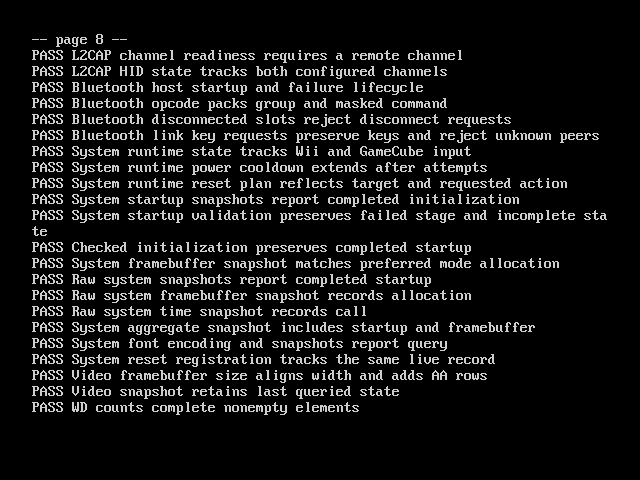 -- page 8 --
PASS L2CAP channel readiness requires a remote channel
PASS L2CAP HID state tracks both configured channels
PASS Bluetooth host startup and failure lifecycle
PASS Bluetooth opcode packs group and masked command
PASS Bluetooth disconnected slots reject disconnect requests
PASS Bluetooth link key requests preserve keys and reject unknown peers
PASS System runtime state tracks Wii and GameCube input
PASS System runtime power cooldown extends after attempts
PASS System runtime reset plan reflects target and requested action
PASS System startup snapshots report completed initialization
PASS System startup validation preserves failed stage and incomplete sta
te
PASS Checked initialization preserves completed startup
PASS System framebuffer snapshot matches preferred mode allocation
PASS Raw system snapshots report completed startup
PASS Raw system framebuffer snapshot records allocation
PASS Raw system time snapshot records call
PASS System aggregate snapshot includes startup and framebuffer
PASS System font encoding and snapshots report query
PASS System reset registration tracks the same live record
PASS Video framebuffer size aligns width and adds AA rows
PASS Video snapshot retains last queried state
PASS WD counts complete nonempty elements